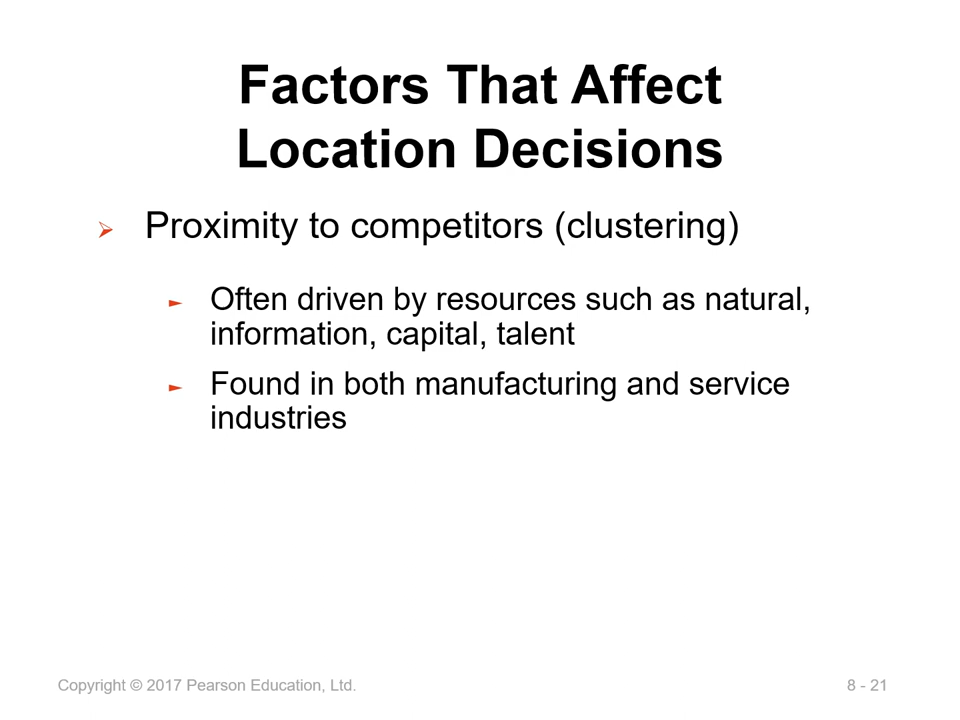 Factors That Affect
Location Decisions
➢ Proximity to competitors (clustering)
► Often driven by resources such as natural,
information, capital, talent
► Found in both manufacturing and service
industries
Copyright © 2017 Pearson Education, Ltd.
8 - 21